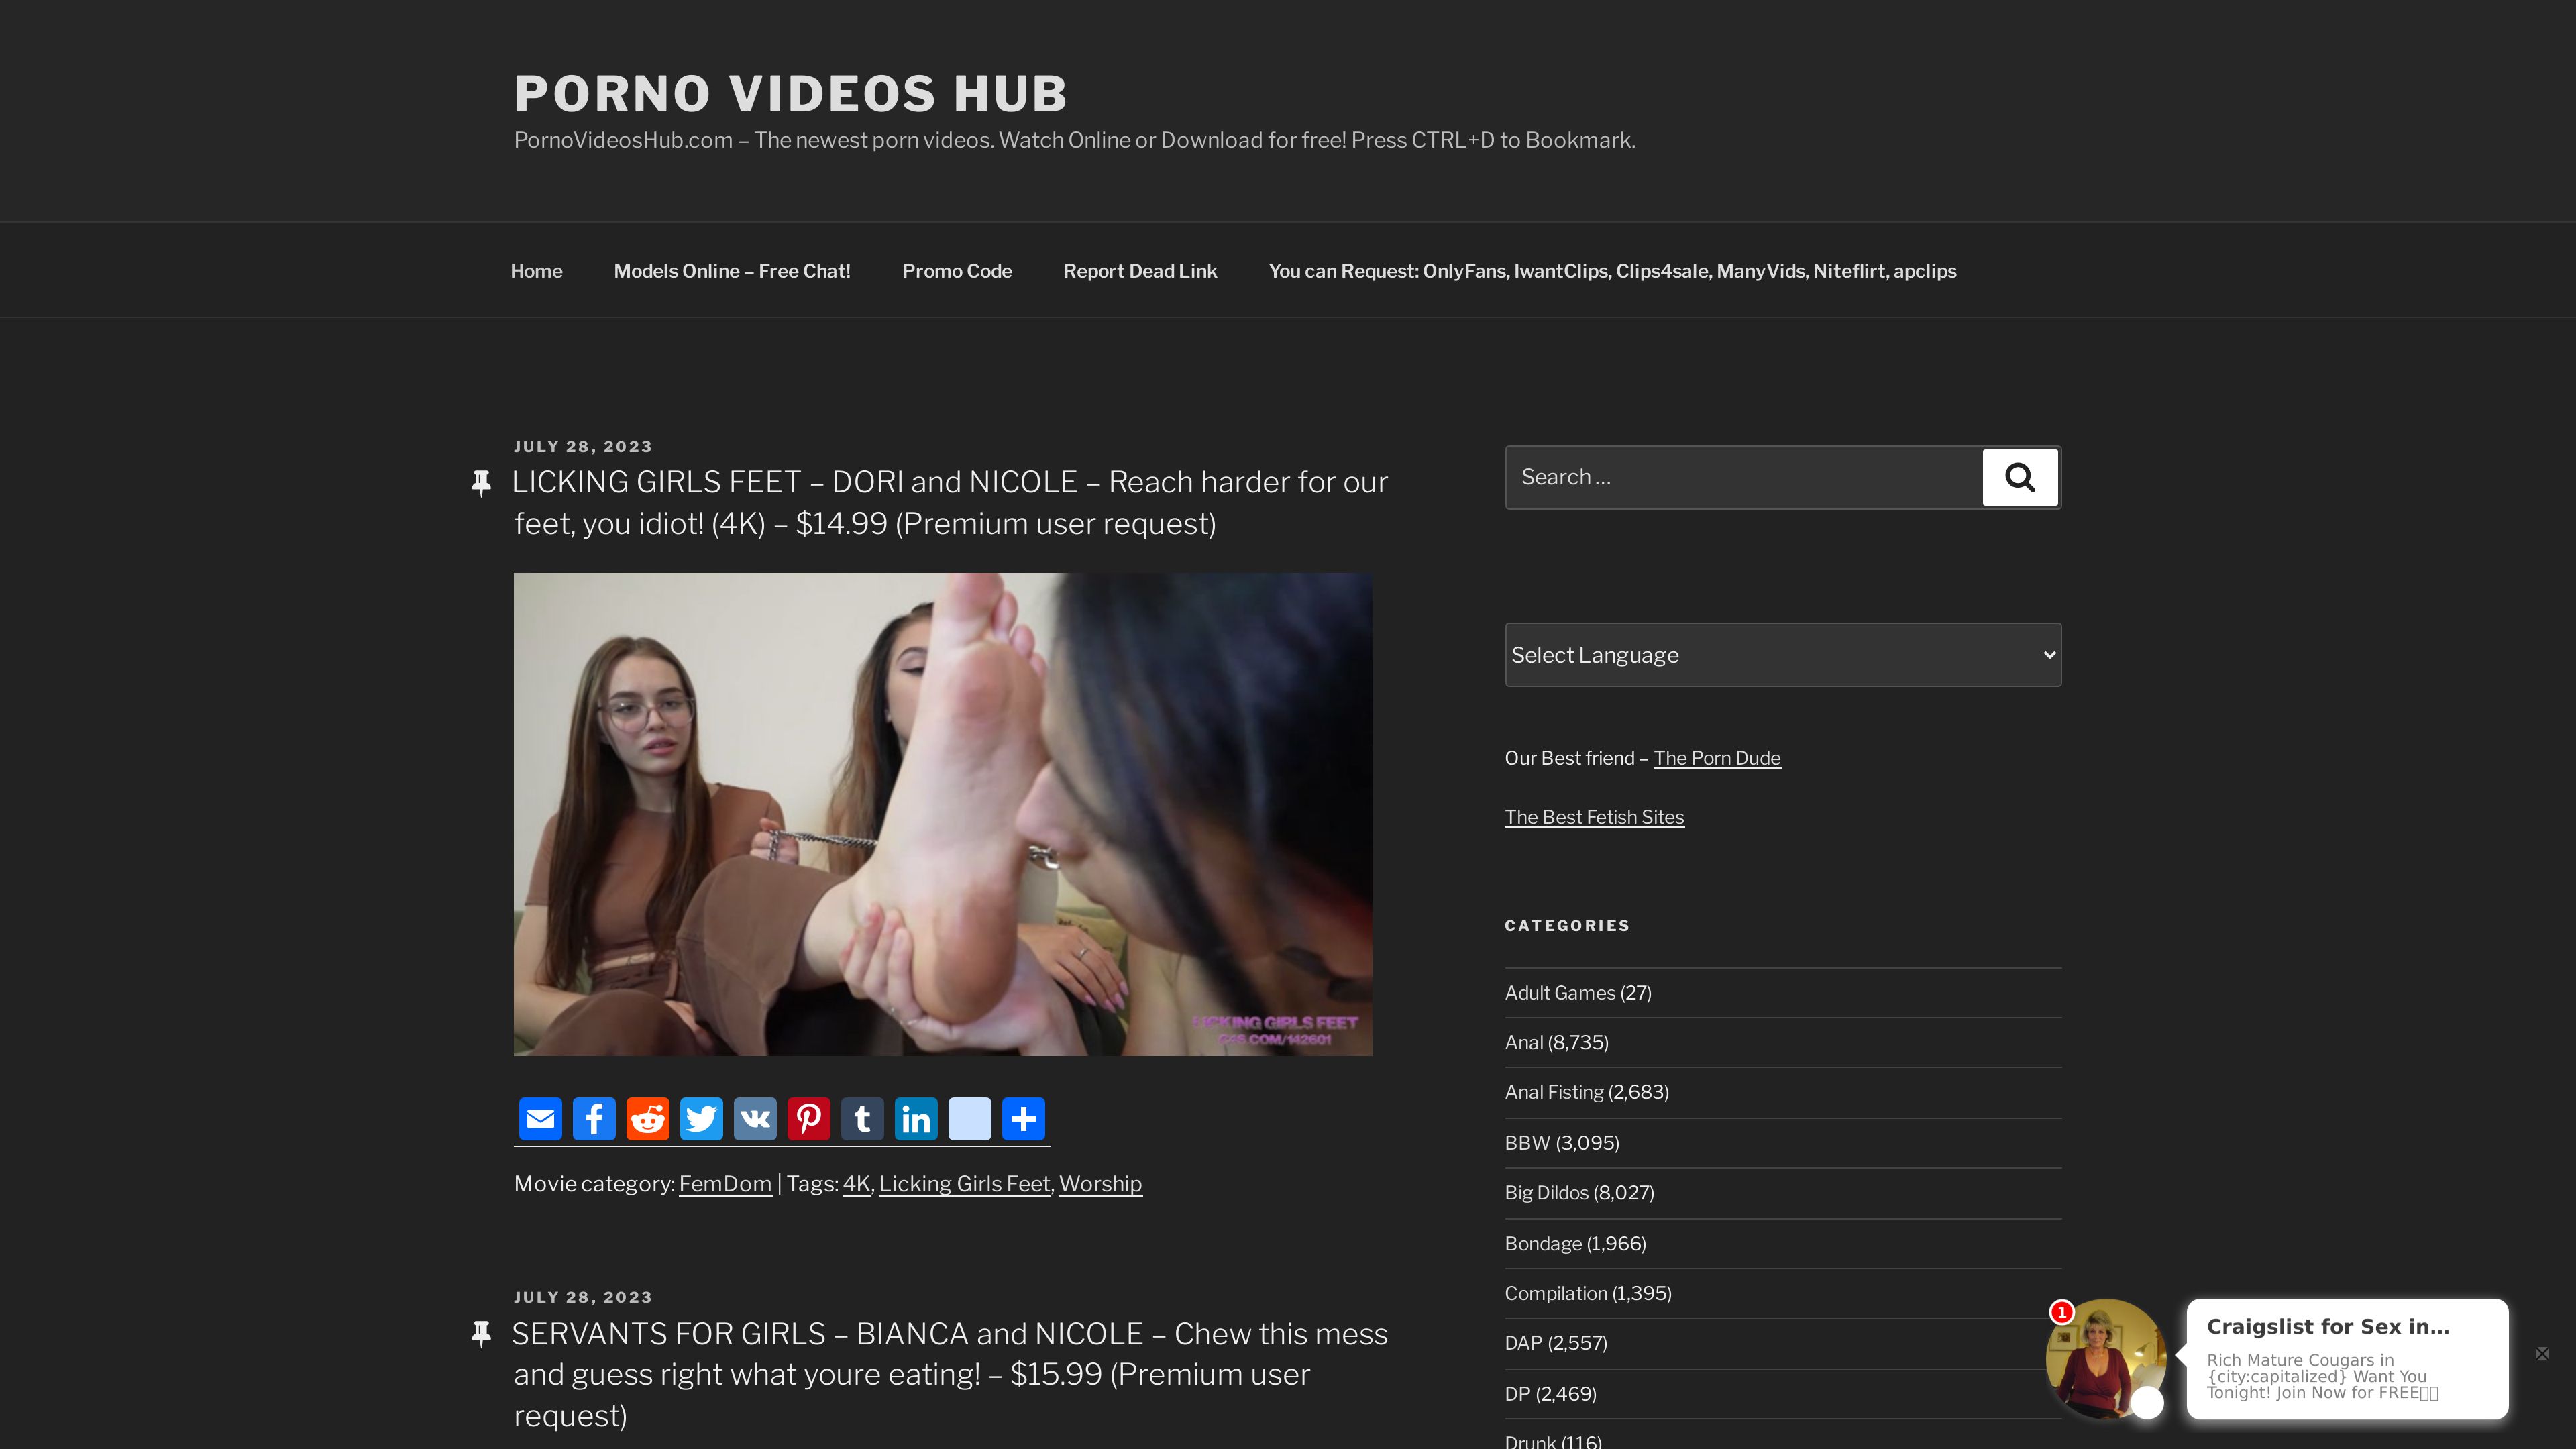 PORNO VIDEOS HUB
PornoVideosHub.com – The newest porn videos. Watch Online or Download for free! Press CTRL+D to Bookmark.
Home
Models Online – Free Chat!
Promo Code
Report Dead Link
You can Request: OnlyFans, IwantClips, Clips4sale, ManyVids, Niteflirt, apclips
JULY 28, 2023
LICKING GIRLS FEET – DORI and NICOLE – Reach harder for our
feet, you idiot! (4K) – $14.99 (Premium user request)
LICKING GIRLS FEET
C4S.COM/142601
Movie category: FemDom | Tags: 4K, Licking Girls Feet, Worship
JULY 28, 2023
SERVANTS FOR GIRLS – BIANCA and NICOLE – Chew this mess
and guess right what youre eating! – $15.99 (Premium user
request)
Search …
Select Language
Our Best friend – The Porn Dude
The Best Fetish Sites
CATEGORIES
Adult Games (27)
Anal (8,735)
Anal Fisting (2,683)
BBW (3,095)
Big Dildos (8,027)
Bondage (1,966)
Compilation (1,395)
DAP (2,557)
DP (2,469)
Drunk (116)
1
Craigslist for Sex in...
Rich Mature Cougars in
{city:capitalized} Want You
Tonight! Join Now for FREE